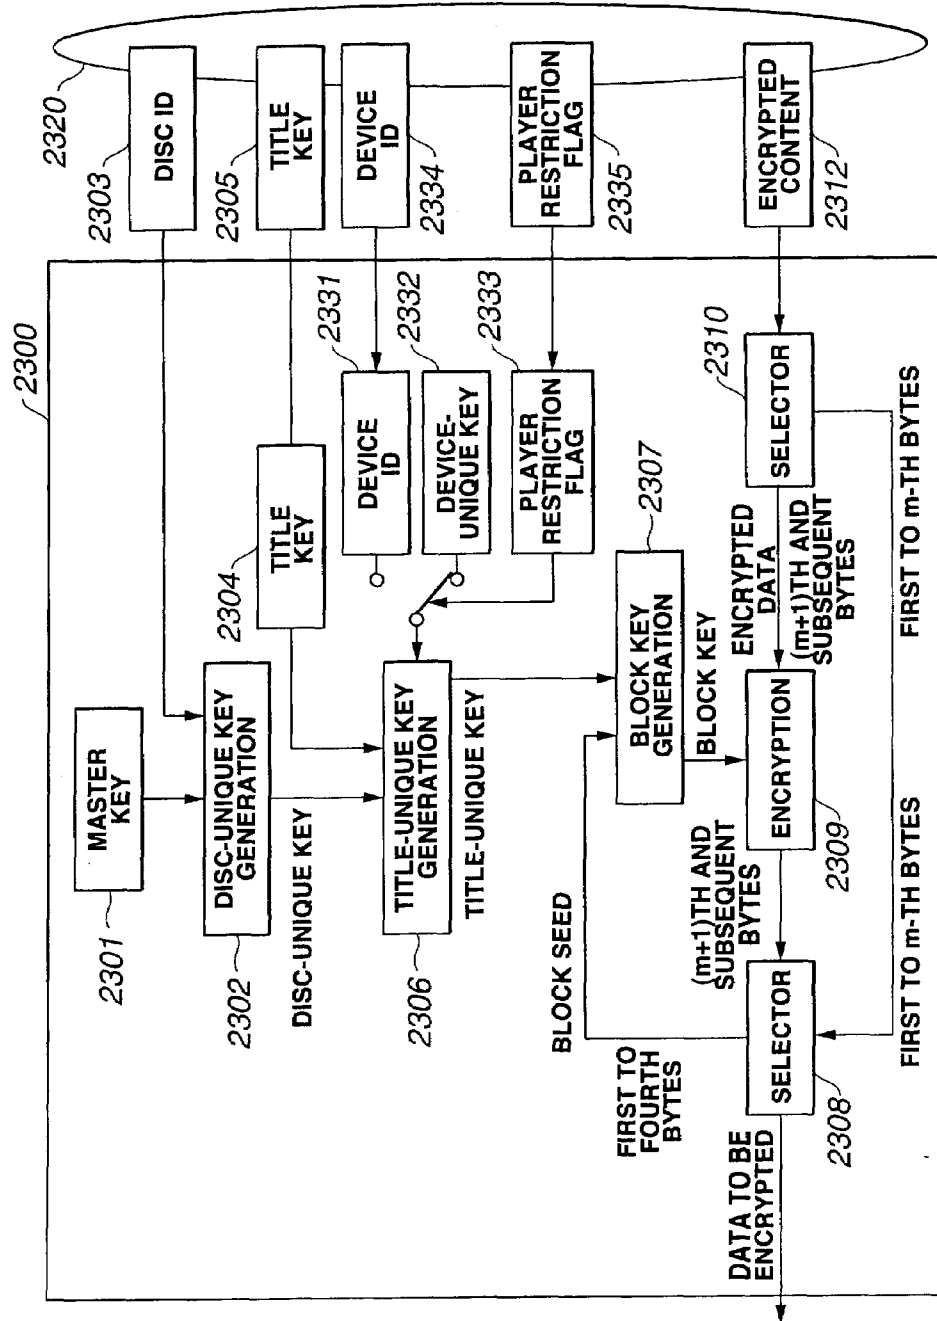 2320
2303
DISC ID
2305
TITLE
KEY
DEVICE
ID
2334
PLAYER
RESTRICTION
FLAG
2335
ENCRYPTED
CONTENT
2312
2300
2331
DEVICE
ID
2332
DEVICE-
UNIQUE KEY
2333
PLAYER
RESTRICTION
FLAG
2304
TITLE
KEY
2310
SELECTOR
2307
BLOCK KEY
GENERATION
BLOCK KEY
ENCRYPTED
DATA
(m+1)TH AND
SUBSEQUENT
BYTES
FIRST TO m-TH BYTES
MASTER
KEY
2301
DISC-UNIQUE KEY
GENERATION
2302
DISC-UNIQUE KEY
TITLE-UNIQUE KEY
GENERATION
2306
TITLE-UNIQUE KEY
ENCRYPTION
2309
(m+1)TH AND
SUBSEQUENT
BYTES
FIRST TO m-TH BYTES
BLOCK SEED
FIRST TO
FOURTH
BYTES
SELECTOR
2308
DATA TO BE
ENCRYPTED